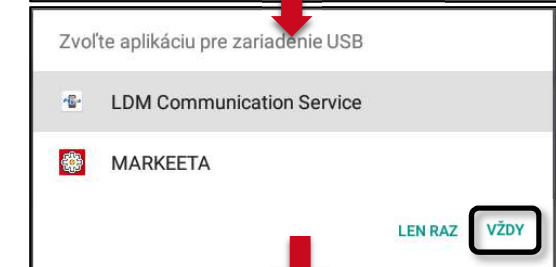 Zvoľte aplikáciu pre zariadenie USB
LDM Communication Service
MARKEETA
LEN RAZ VŽDY